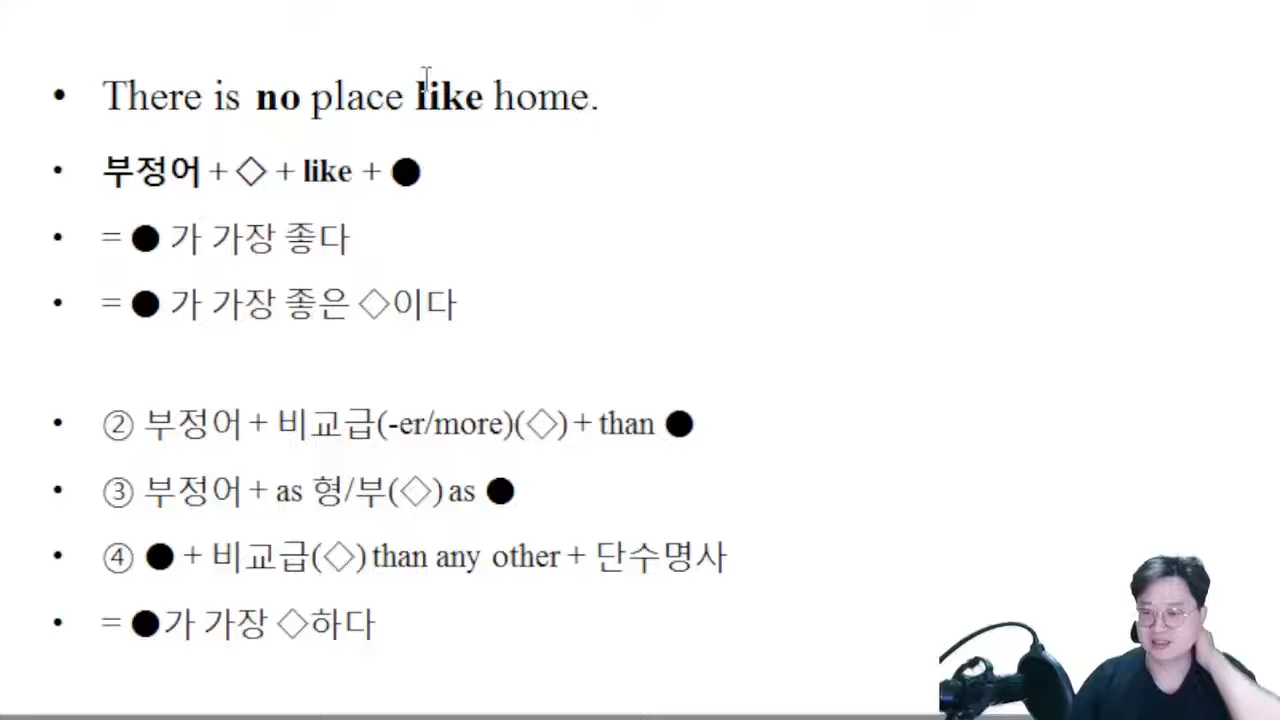 • There is no place like home.
• 부정어 + ◇ + like + ●
• = ● 가 가장 좋다
• = ● 가 가장 좋은 ◇이다
• ② 부정어 + 비교급(-er/more)(◇) + than ●
• ③ 부정어 + as 형/부(◇) as ●
• ④ ● + 비교급(◇) than any other + 단수명사
• = ●가 가장 ◇하다